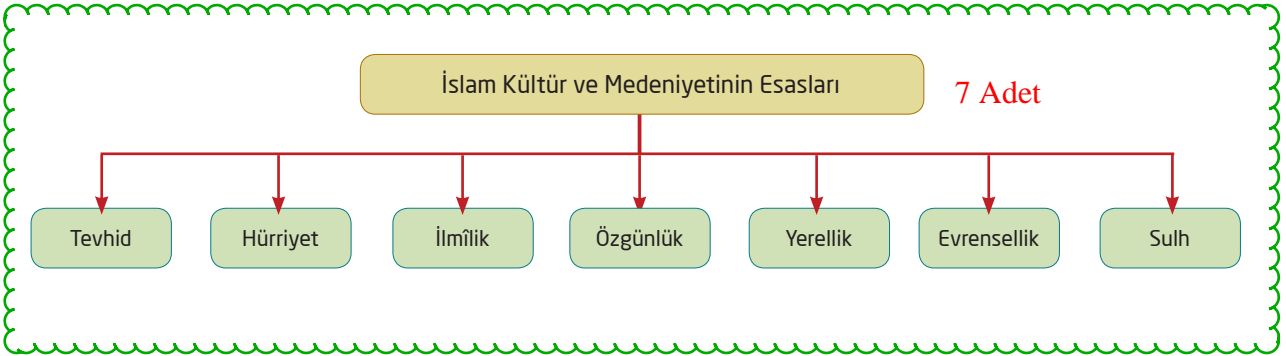 İslam Kültür ve Medeniyetinin Esasları
7 Adet
Tevhid
Hürriyet
İlmîlik
Özgünlük
Yerellik
Evrensellik
Sulh